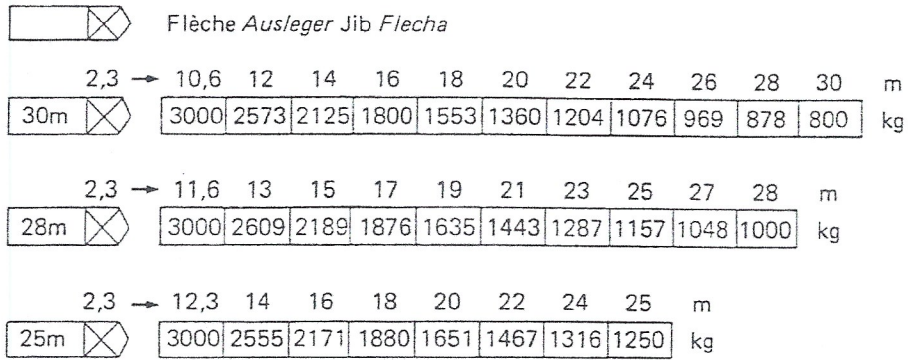 Flèche Ausleger Jib Flecha
2,3 → 10,6 12 14 16 18 20 22 24 26 28 30 m
30m 3000 2573 2125 1800 1553 1360 1204 1076 969 878 800 kg
2,3 → 11,6 13 15 17 19 21 23 25 27 28 m
28m 3000 2609 2189 1876 1635 1443 1287 1157 1048 1000 kg
2,3 → 12,3 14 16 18 20 22 24 25 m
25m 3000 2555 2171 1880 1651 1467 1316 1250 kg